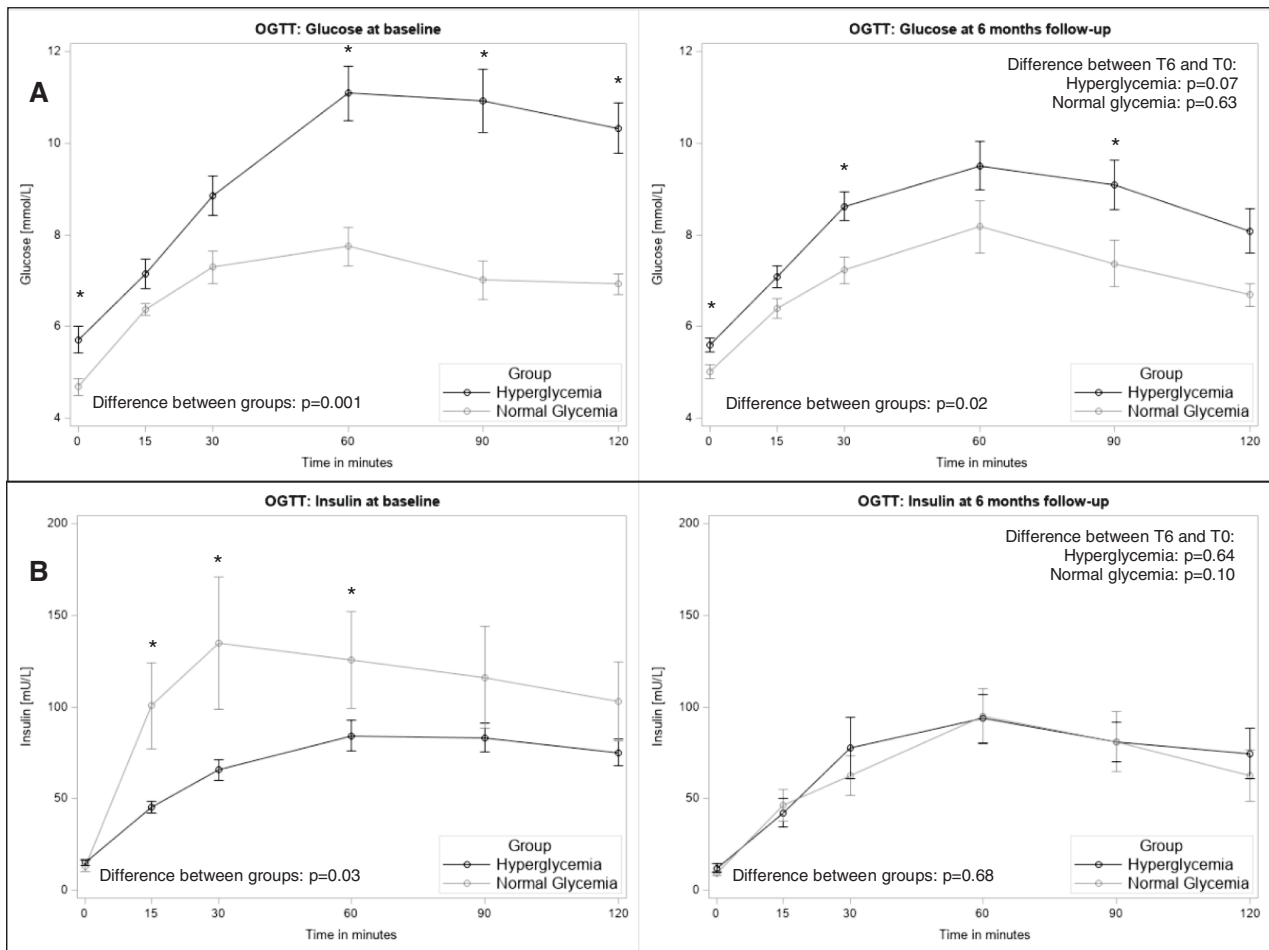 OGTT: Glucose at baseline
A
* * * *
12
10
8
6
4
Glucose [mmol/L]
Group
Hyperglycemia
Normal Glycemia
Difference between groups: p=0.001
0 15 30 60 90 120
Time in minutes
OGTT: Glucose at 6 months follow-up
Difference between T6 and T0:
Hyperglycemia: p=0.07
Normal glycemia: p=0.63
* * *
12
10
8
6
4
Glucose [mmol/L]
Group
Hyperglycemia
Normal Glycemia
Difference between groups: p=0.02
0 15 30 60 90 120
Time in minutes
OGTT: Insulin at baseline
B
* * *
200
150
100
50
0
Insulin [mU/L]
Group
Hyperglycemia
Normal Glycemia
Difference between groups: p=0.03
0 15 30 60 90 120
Time in minutes
OGTT: Insulin at 6 months follow-up
Difference between T6 and T0:
Hyperglycemia: p=0.64
Normal glycemia: p=0.10
200
150
100
50
0
Insulin [mU/L]
Group
Hyperglycemia
Normal Glycemia
Difference between groups: p=0.68
0 15 30 60 90 120
Time in minutes